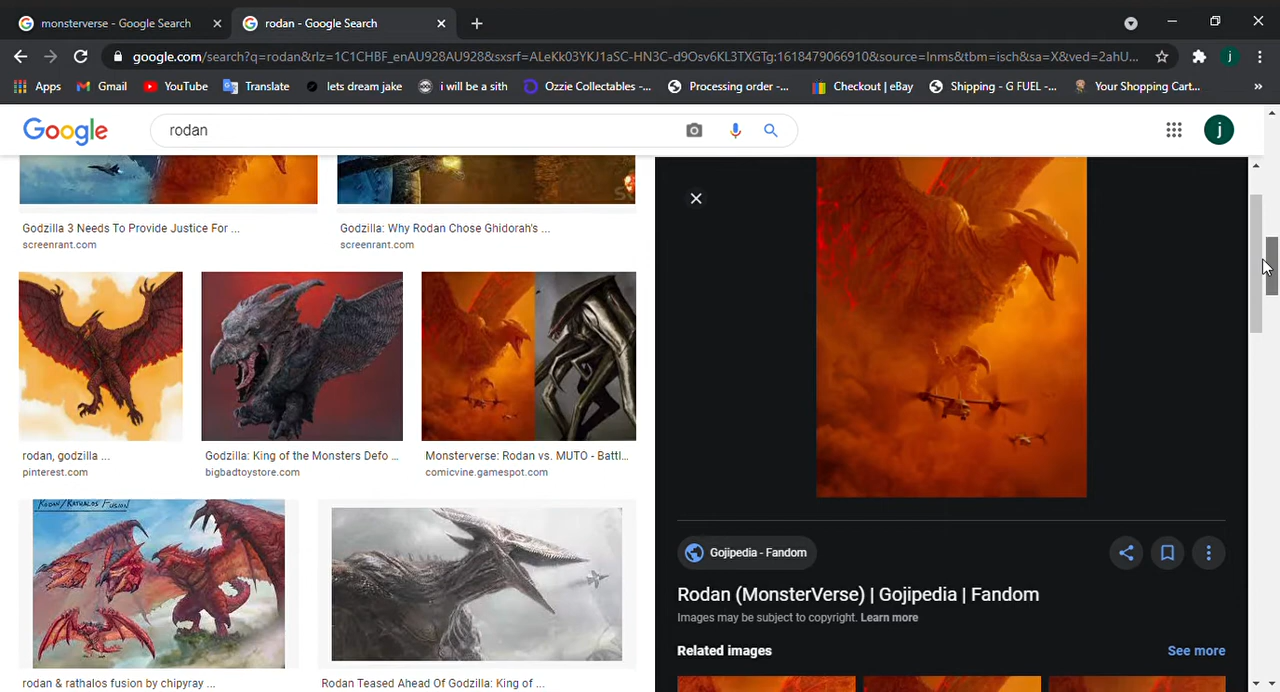 monsterverse - Google Search
rodan - Google Search
google.com/search?q=rodan&rlz=1C1CHBF_enAU928AU928&sxsrf=ALeKk03YKJ1aSC-HN3C-d9Osv6KL3TXGTg:1618479066910&source=lnms&tbm=isch&sa=X&ved=2ahU...
j
Apps
Gmail
YouTube
Translate
lets dream jake
i will be a sith
Ozzie Collectables -...
Processing order -...
Checkout | eBay
Shipping - G FUEL -...
Your Shopping Cart...
»
Google
rodan
j
Godzilla 3 Needs To Provide Justice For ...
screenrant.com
Godzilla: Why Rodan Chose Ghidorah's ...
screenrant.com
rodan, godzilla ...
pinterest.com
Godzilla: King of the Monsters Defo ...
bigbadtoystore.com
Monsterverse: Rodan vs. MUTO - Battl...
comicvine.gamespot.com
RODAN/RATHALOS FUSION
rodan & rathalos fusion by chipyray ...
Rodan Teased Ahead Of Godzilla: King of ...
Gojipedia - Fandom
Rodan (MonsterVerse) | Gojipedia | Fandom
Images may be subject to copyright. Learn more
Related images
See more